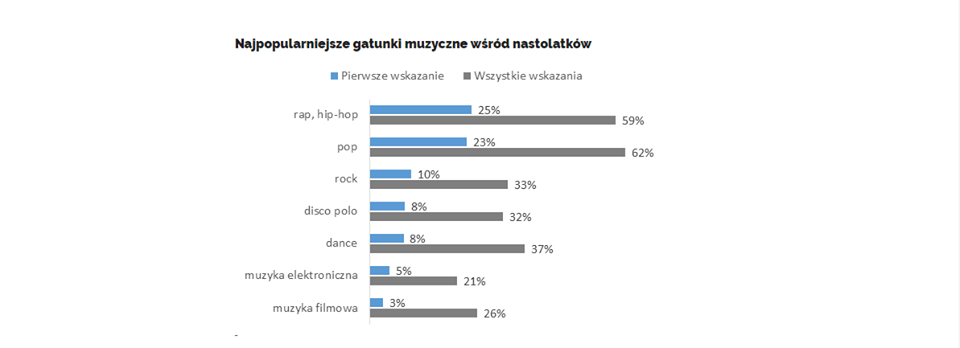 Najpopularniejsze gatunki muzyczne wśród nastolatków
Pierwsze wskazanie Wszystkie wskazania
rap, hip-hop 25% 59%
pop 23% 62%
rock 10% 33%
disco polo 8% 32%
dance 8% 37%
muzyka elektroniczna 5% 21%
muzyka filmowa 3% 26%
-